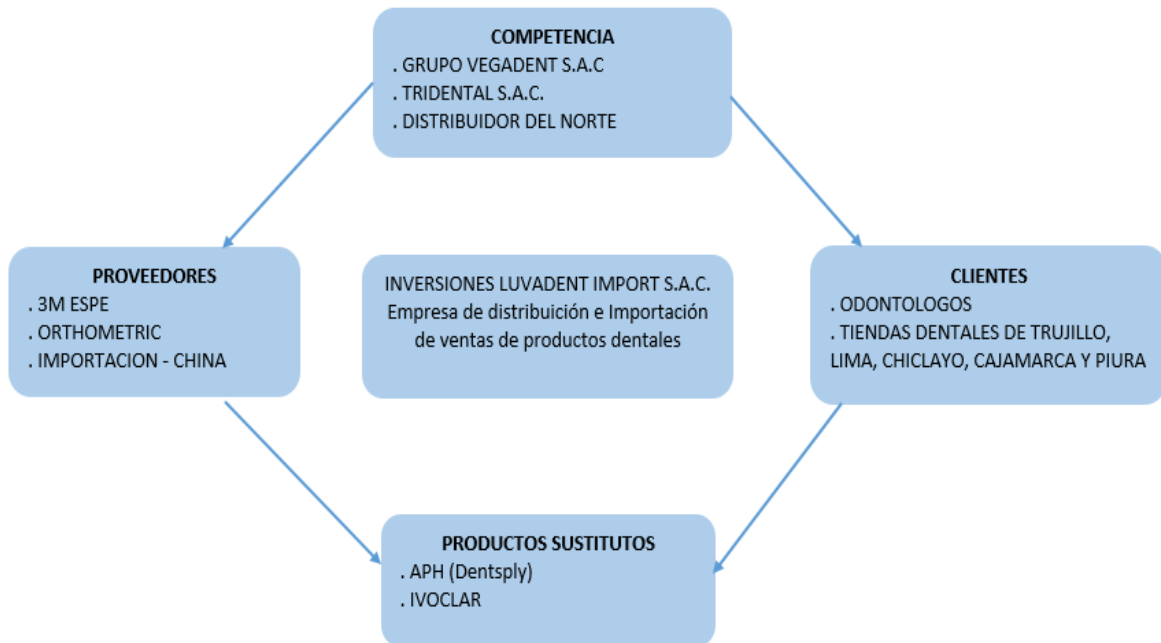 COMPETENCIA
. GRUPO VEGADENT S.A.C
. TRIDENTAL S.A.C.
. DISTRIBUIDOR DEL NORTE
PROVEEDORES
. 3M ESPE
. ORTHOMETRIC
. IMPORTACION - CHINA
INVERSIONES LUVADENT IMPORT S.A.C.
Empresa de distribuición e Importación
de ventas de productos dentales
CLIENTES
. ODONTOLOGOS
. TIENDAS DENTALES DE TRUJILLO,
LIMA, CHICLAYO, CAJAMARCA Y PIURA
PRODUCTOS SUSTITUTOS
. APH (Dentsply)
. IVOCLAR